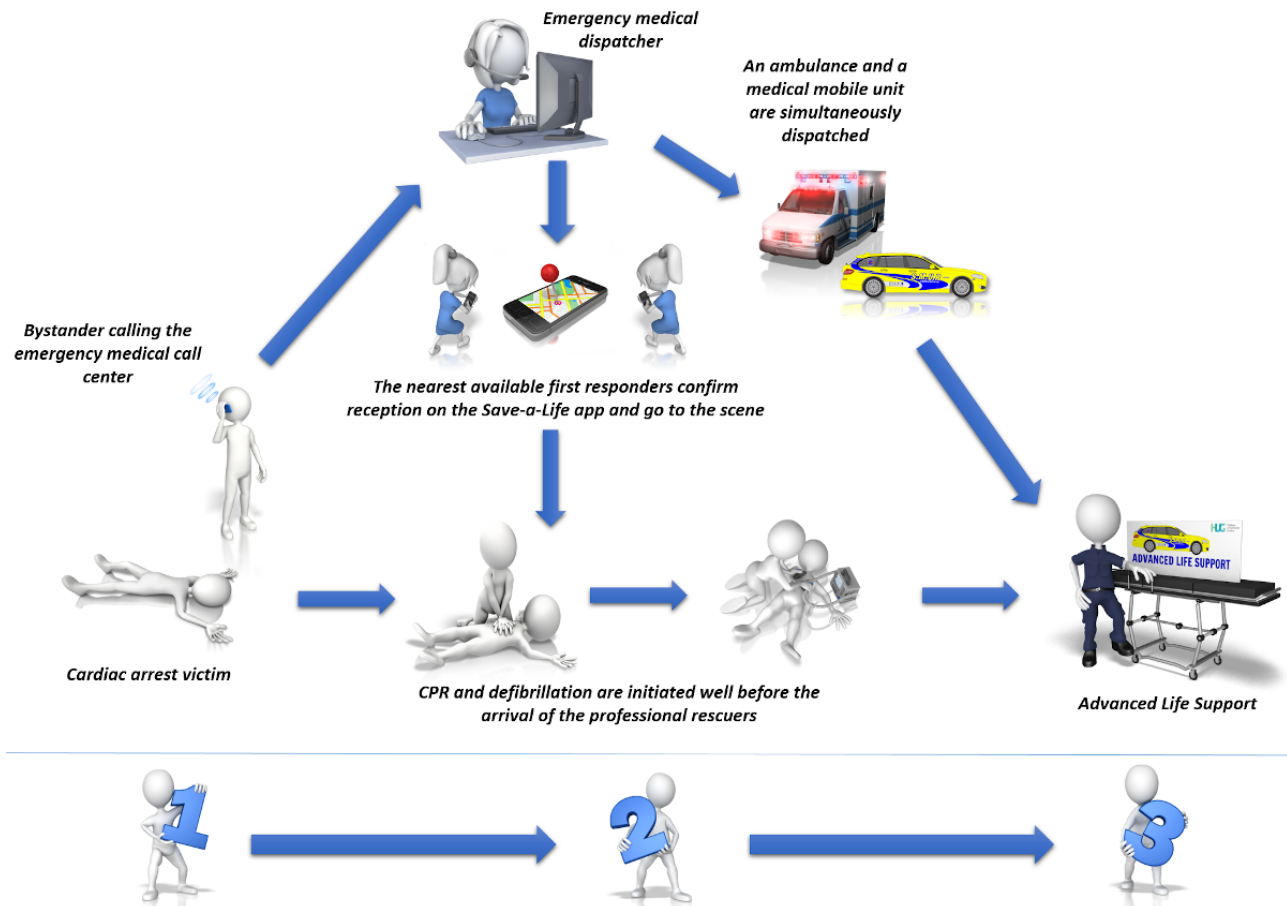 Emergency medical
dispatcher
An ambulance and a
medical mobile unit
are simultaneously
dispatched
Bystander calling the
emergency medical call
center
The nearest available first responders confirm
reception on the Save-a-Life app and go to the scene
HUG
ADVANCED LIFE SUPPORT
Cardiac arrest victim
CPR and defibrillation are initiated well before the
arrival of the professional rescuers
Advanced Life Support
1
2
3